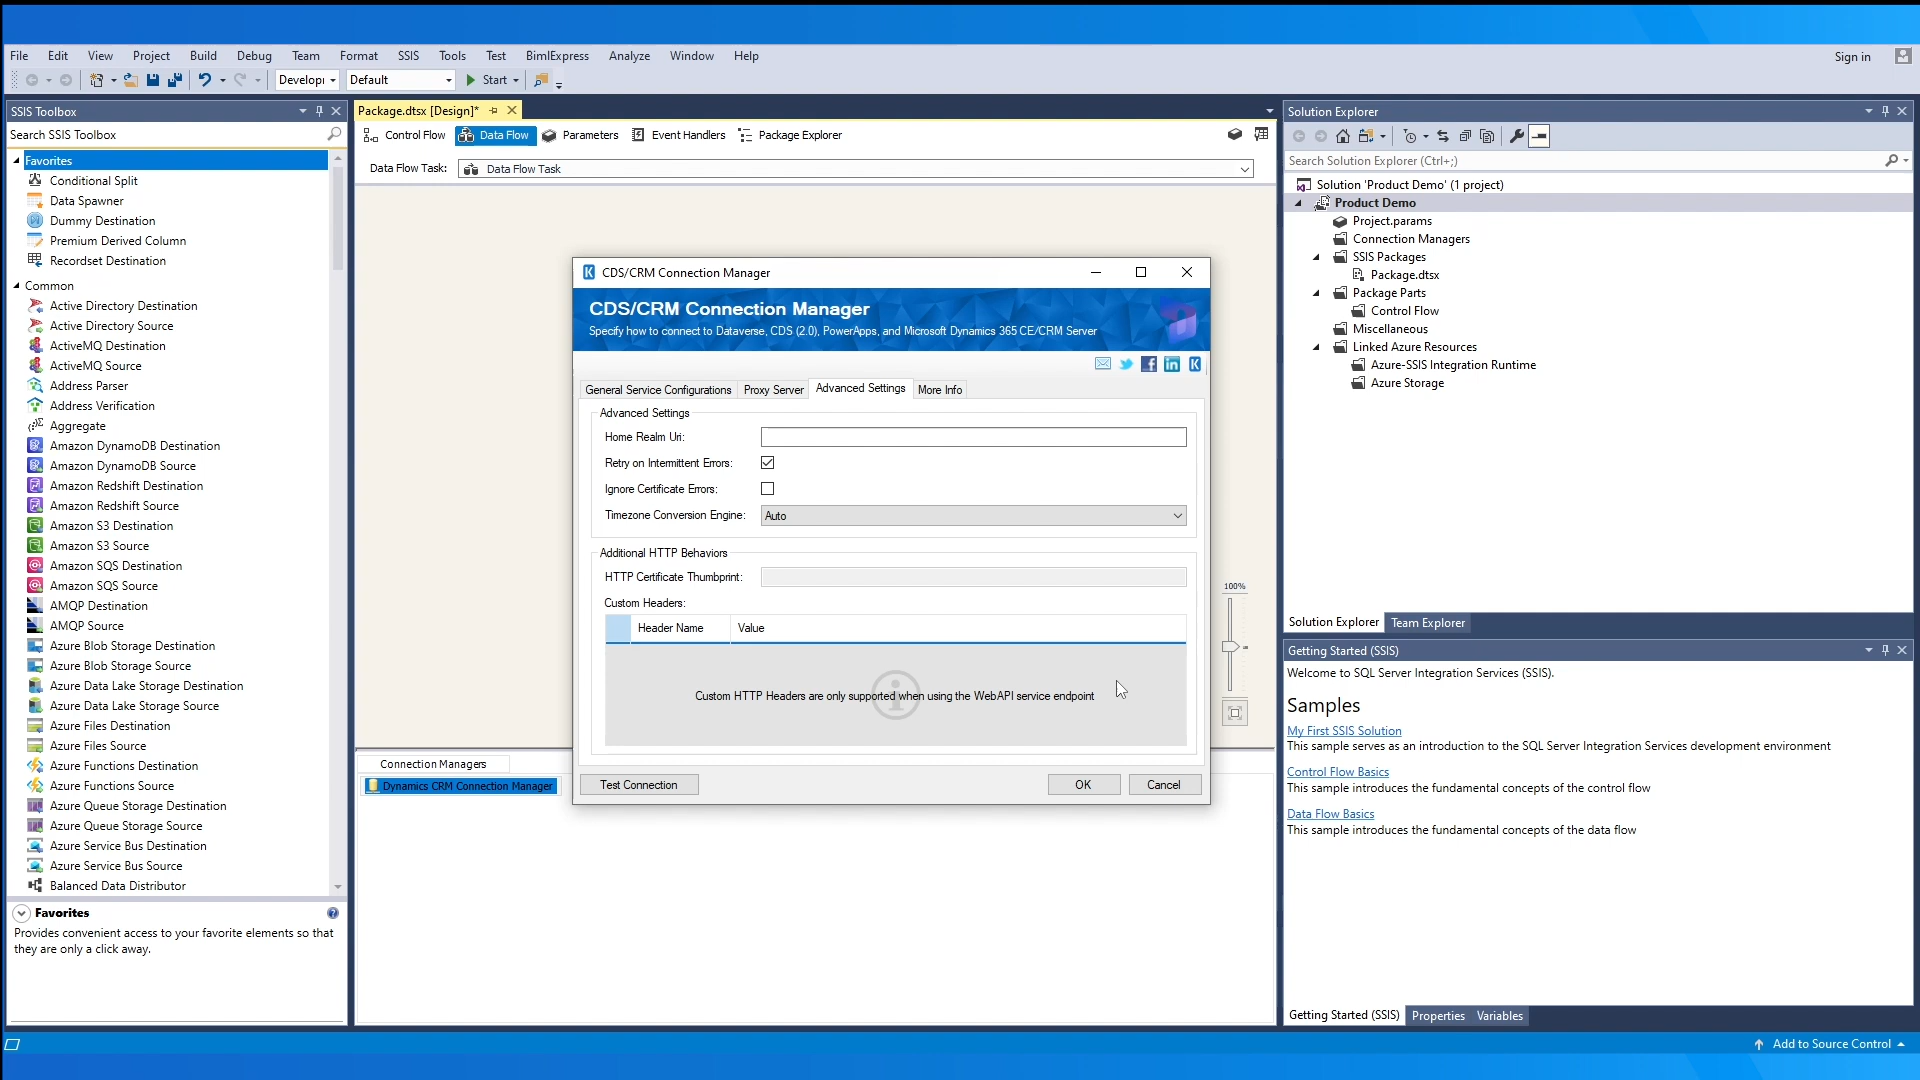 File Edit View Project Build Debug Team Format SSIS Tools Test BimlExpress Analyze Window Help
Sign in
Develop Default Start
SSIS Toolbox
Search SSIS Toolbox
Favorites
Conditional Split
Data Spawner
Dummy Destination
Premium Derived Column
Recordset Destination
Common
Active Directory Destination
Active Directory Source
ActiveMQ Destination
ActiveMQ Source
Address Parser
Address Verification
Aggregate
Amazon DynamoDB Destination
Amazon DynamoDB Source
Amazon Redshift Destination
Amazon Redshift Source
Amazon S3 Destination
Amazon S3 Source
Amazon SQS Destination
Amazon SQS Source
AMQP Destination
AMQP Source
Azure Blob Storage Destination
Azure Blob Storage Source
Azure Data Lake Storage Destination
Azure Data Lake Storage Source
Azure Files Destination
Azure Files Source
Azure Functions Destination
Azure Functions Source
Azure Queue Storage Destination
Azure Queue Storage Source
Azure Service Bus Destination
Azure Service Bus Source
Balanced Data Distributor
Favorites
Provides convenient access to your favorite elements so that
they are only a click away.
Package.dtsx [Design]*
Control Flow Data Flow Parameters Event Handlers Package Explorer
Data Flow Task: Data Flow Task
CDS/CRM Connection Manager
CDS/CRM Connection Manager
Specify how to connect to Dataverse, CDS (2.0), PowerApps, and Microsoft Dynamics 365 CE/CRM Server
General Service Configurations Proxy Server Advanced Settings More Info
Advanced Settings
Home Realm Uri:
Retry on Intermittent Errors:
Ignore Certificate Errors:
Timezone Conversion Engine: Auto
Additional HTTP Behaviors
HTTP Certificate Thumbprint:
Custom Headers:
Header Name Value
Custom HTTP Headers are only supported when using the WebAPI service endpoint
Test Connection OK Cancel
100%
Connection Managers
Dynamics CRM Connection Manager
Solution Explorer
Search Solution Explorer (Ctrl+;)
Solution 'Product Demo' (1 project)
Product Demo
Project.params
Connection Managers
SSIS Packages
Package.dtsx
Package Parts
Control Flow
Miscellaneous
Linked Azure Resources
Azure-SSIS Integration Runtime
Azure Storage
Solution Explorer Team Explorer
Getting Started (SSIS)
Welcome to SQL Server Integration Services (SSIS).
Samples
My First SSIS Solution
This sample serves as an introduction to the SQL Server Integration Services development environment
Control Flow Basics
This sample introduces the fundamental concepts of the control flow
Data Flow Basics
This sample introduces the fundamental concepts of the data flow
Getting Started (SSIS) Properties Variables
Add to Source Control